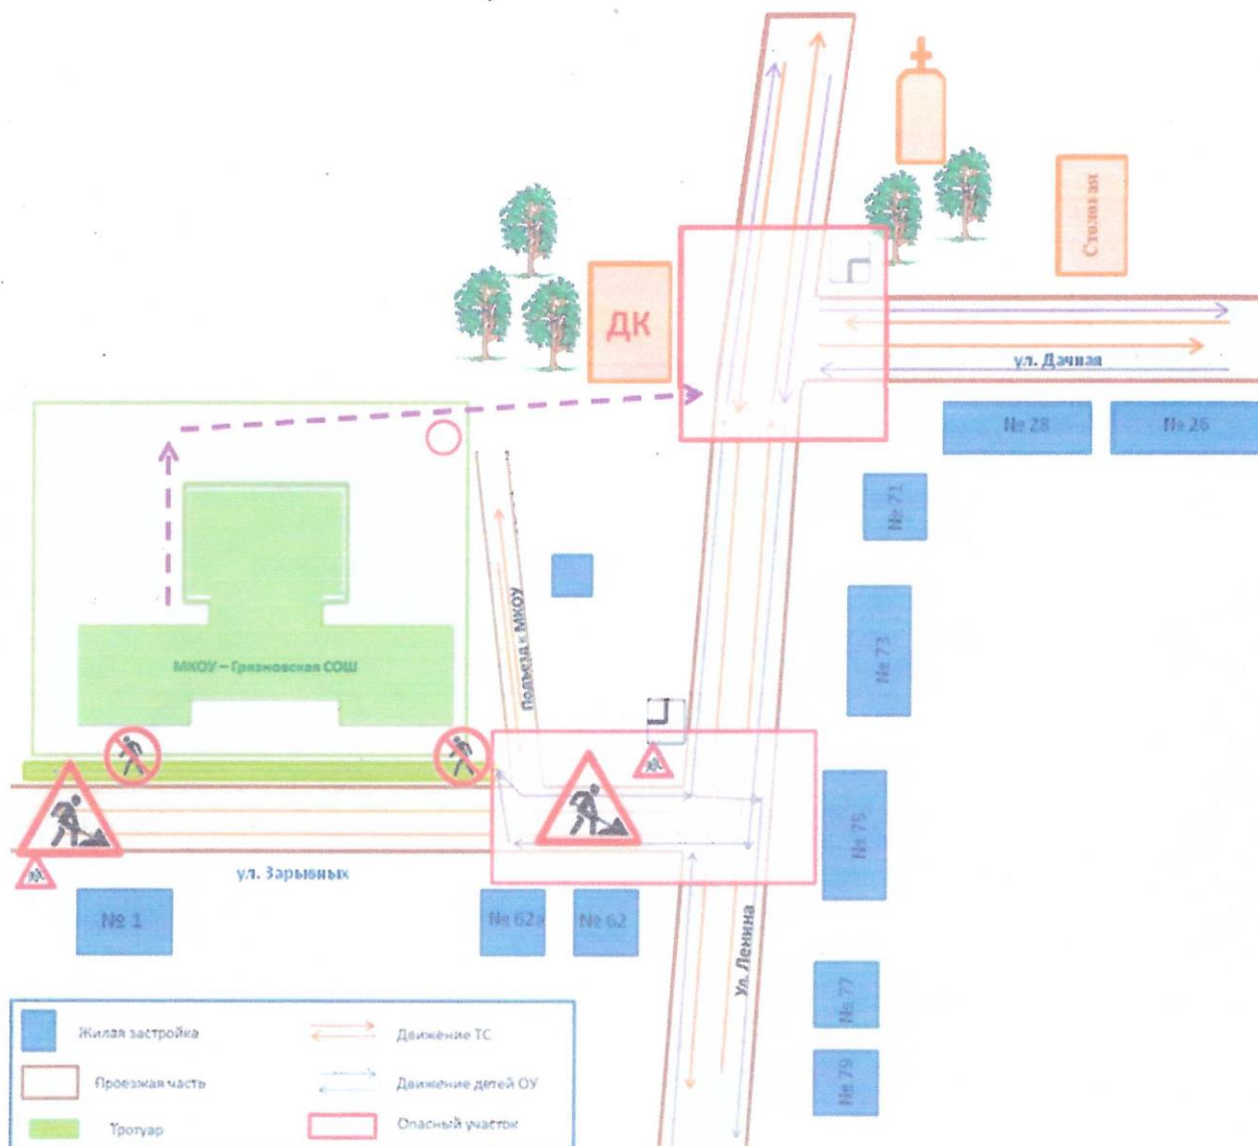 Столовая
ДК
ул. Дачная
№ 28
№ 26
№ 71
№ 73
Подъезд к МКОУ
МКОУ – Грязновская СОШ
№ 75
ул. Зарывных
№ 1
№ 62а
№ 62
Ул. Ленина
№ 77
№ 79
Жилая застройка
Движение ТС
Проезжая часть
Движение детей ОУ
Тротуар
Опасный участок